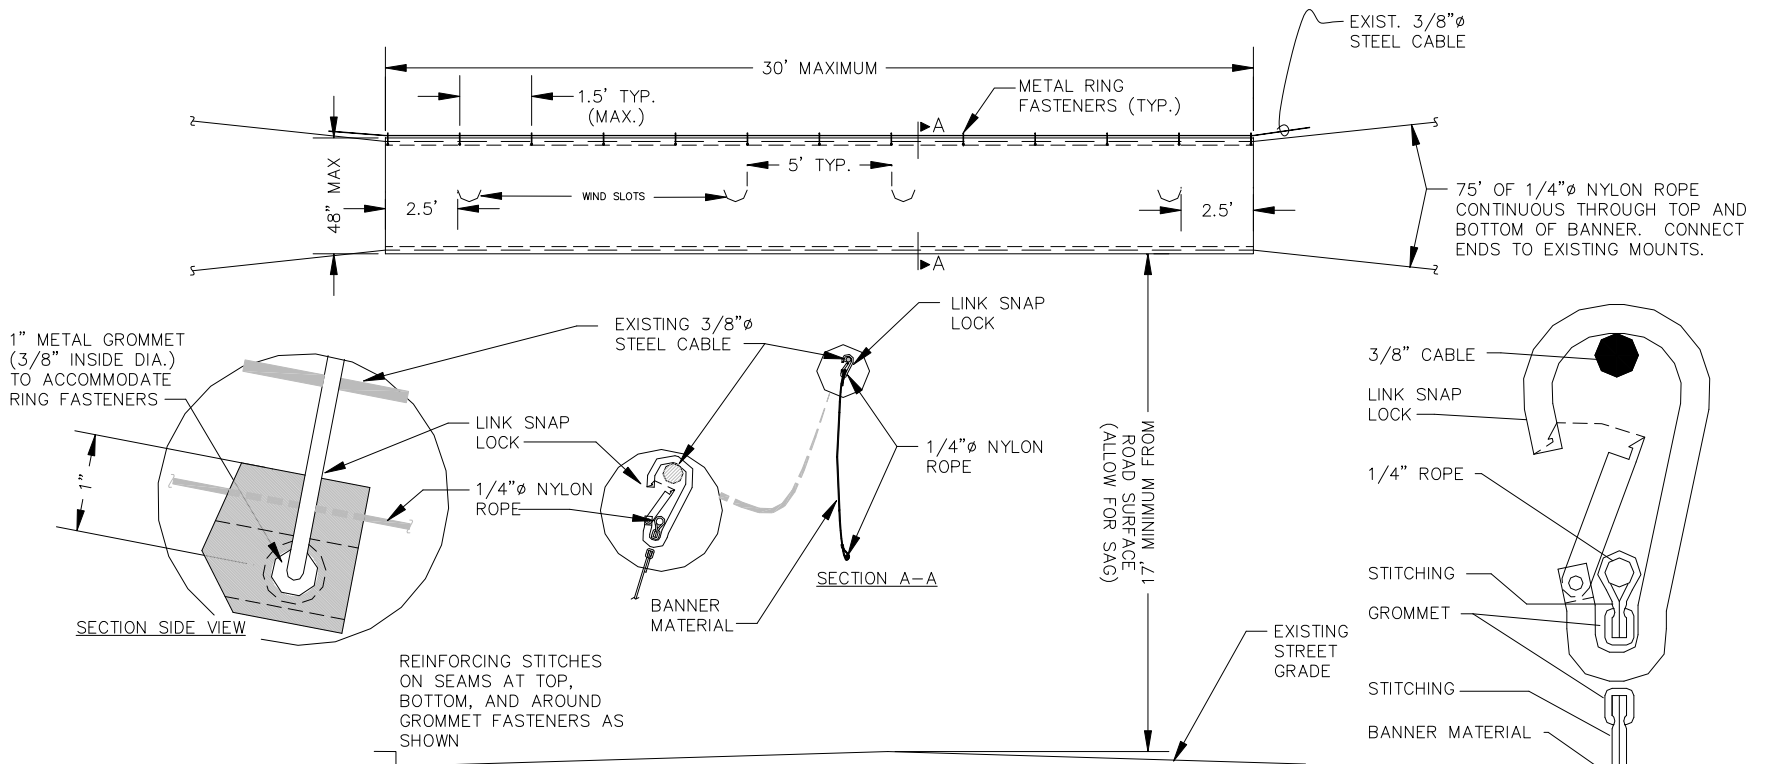 EXIST. 3/8"ø
STEEL CABLE
30' MAXIMUM
1.5' TYP.
(MAX.)
METAL RING
FASTENERS (TYP.)
A
48" MAX
5' TYP.
WIND SLOTS
2.5'
2.5'
75' OF 1/4"ø NYLON ROPE
CONTINUOUS THROUGH TOP AND
BOTTOM OF BANNER. CONNECT
ENDS TO EXISTING MOUNTS.
A
1" METAL GROMMET
(3/8" INSIDE DIA.)
TO ACCOMMODATE
RING FASTENERS
1"
EXISTING 3/8"ø
STEEL CABLE
LINK SNAP
LOCK
LINK SNAP
LOCK
1/4"ø NYLON
ROPE
1/4"ø NYLON
ROPE
BANNER
MATERIAL
SECTION A-A
SECTION SIDE VIEW
17' MINIMUM FROM
ROAD SURFACE
(ALLOW FOR SAG)
REINFORCING STITCHES
ON SEAMS AT TOP,
BOTTOM, AND AROUND
GROMMET FASTENERS AS
SHOWN
EXISTING
STREET
GRADE
3/8" CABLE
LINK SNAP
LOCK
1/4" ROPE
STITCHING
GROMMET
STITCHING
BANNER MATERIAL